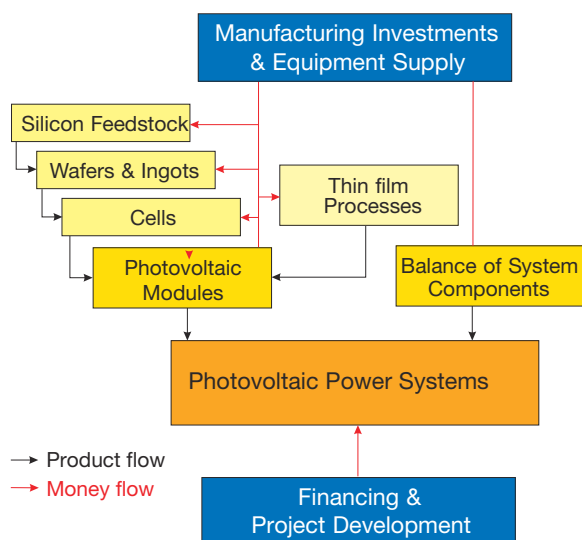 Manufacturing Investments
& Equipment Supply
Silicon Feedstock
Wafers & Ingots
Thin film
Processes
Cells
Photovoltaic
Modules
Balance of System
Components
Photovoltaic Power Systems
Product flow
Money flow
Financing &
Project Development